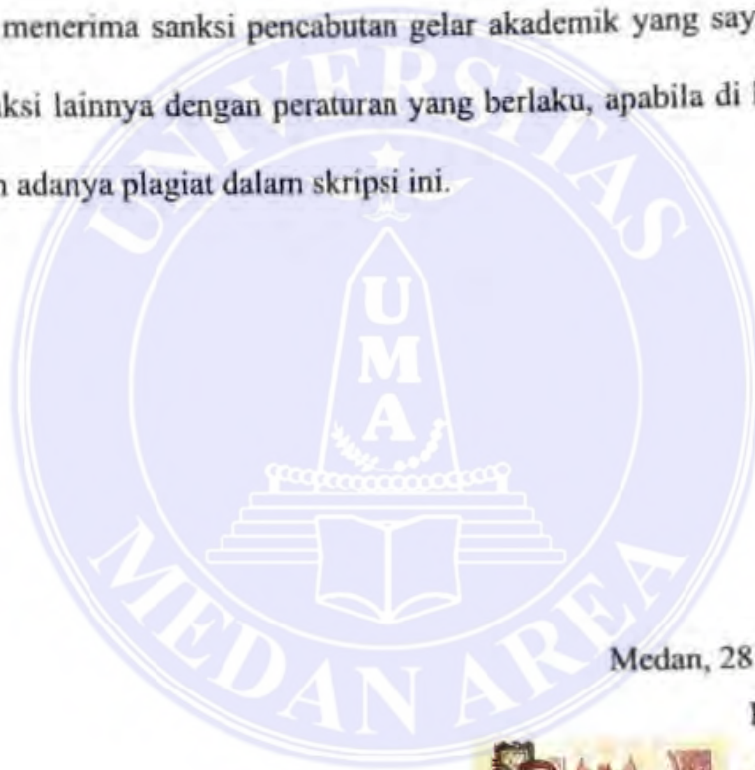 menerima sanksi pencabutan gelar akademik yang say
ksi lainnya dengan peraturan yang berlaku, apabila di
n adanya plagiat dalam skripsi ini.
UNIVERSITAS
U
M
A
MEDAN AREA
Medan, 28